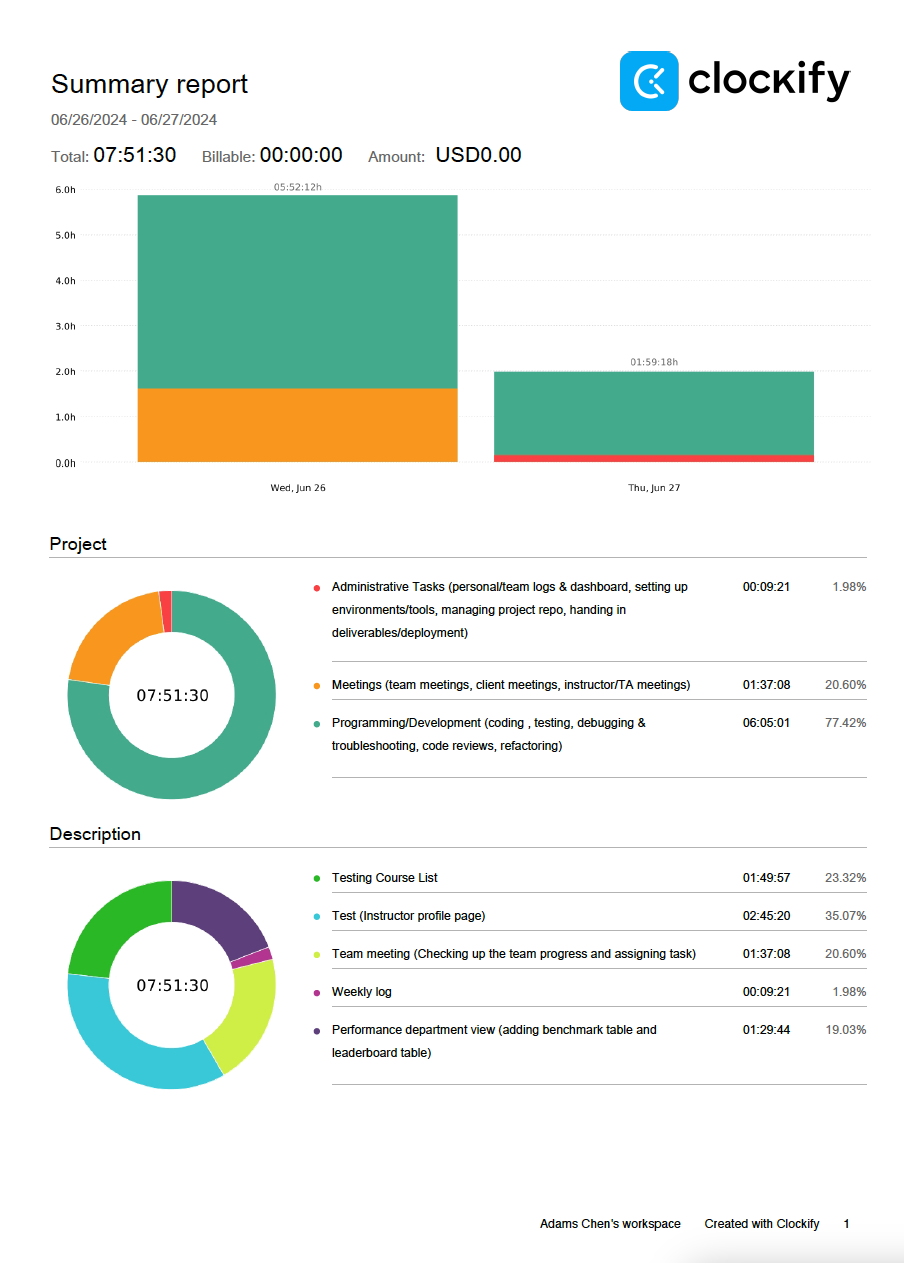 Summary report
clockify
06/26/2024 - 06/27/2024
Total: 07:51:30 Billable: 00:00:00 Amount: USD0.00
6.0h
05:52:12h
5.0h
4.0h
3.0h
01:59:18h
2.0h
1.0h
0.0h
Wed, Jun 26 Thu, Jun 27
Project
Administrative Tasks (personal/team logs & dashboard, setting up 00:09:21 1.98%
environments/tools, managing project repo, handing in
deliverables/deployment)
07:51:30
Meetings (team meetings, client meetings, instructor/TA meetings) 01:37:08 20.60%
Programming/Development (coding , testing, debugging & 06:05:01 77.42%
troubleshooting, code reviews, refactoring)
Description
Testing Course List 01:49:57 23.32%
Test (Instructor profile page) 02:45:20 35.07%
Team meeting (Checking up the team progress and assigning task) 01:37:08 20.60%
07:51:30
Weekly log 00:09:21 1.98%
Performance department view (adding benchmark table and 01:29:44 19.03%
leaderboard table)
Adams Chen's workspace Created with Clockify 1